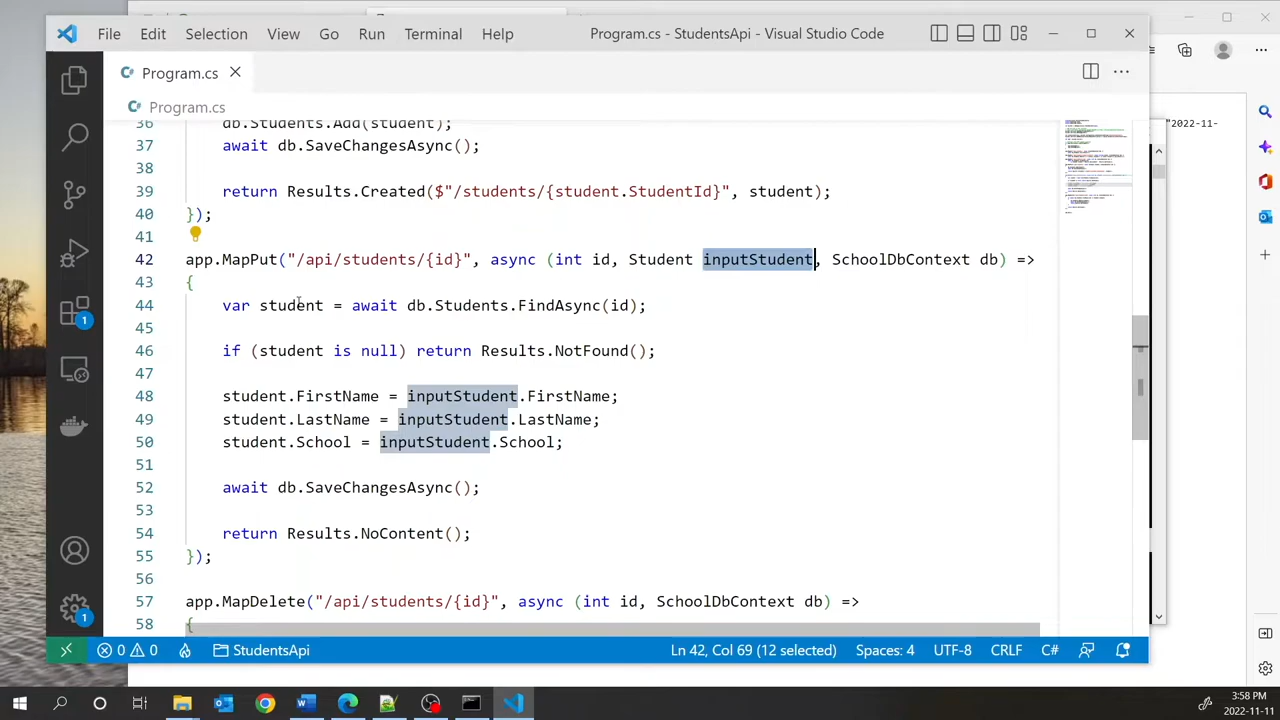 File Edit Selection View Go Run Terminal Help Program.cs - StudentsApi - Visual Studio Code
Program.cs
Program.cs
"2022-11-
36 db.Students.Add(student);
37 await db.SaveChangesAsync();
38
39 return Results.Created($"/students/{student.StudentId}", student);
40 });
41
42 app.MapPut("/api/students/{id}", async (int id, Student inputStudent, SchoolDbContext db) =>
43 {
44 var student = await db.Students.FindAsync(id);
45
46 if (student is null) return Results.NotFound();
47
48 student.FirstName = inputStudent.FirstName;
49 student.LastName = inputStudent.LastName;
50 student.School = inputStudent.School;
51
52 await db.SaveChangesAsync();
53
54 return Results.NoContent();
55 });
56
57 app.MapDelete("/api/students/{id}", async (int id, SchoolDbContext db) =>
58 {
1
1
0 0 StudentsApi Ln 42, Col 69 (12 selected) Spaces: 4 UTF-8 CRLF C#
3:58 PM
2022-11-11